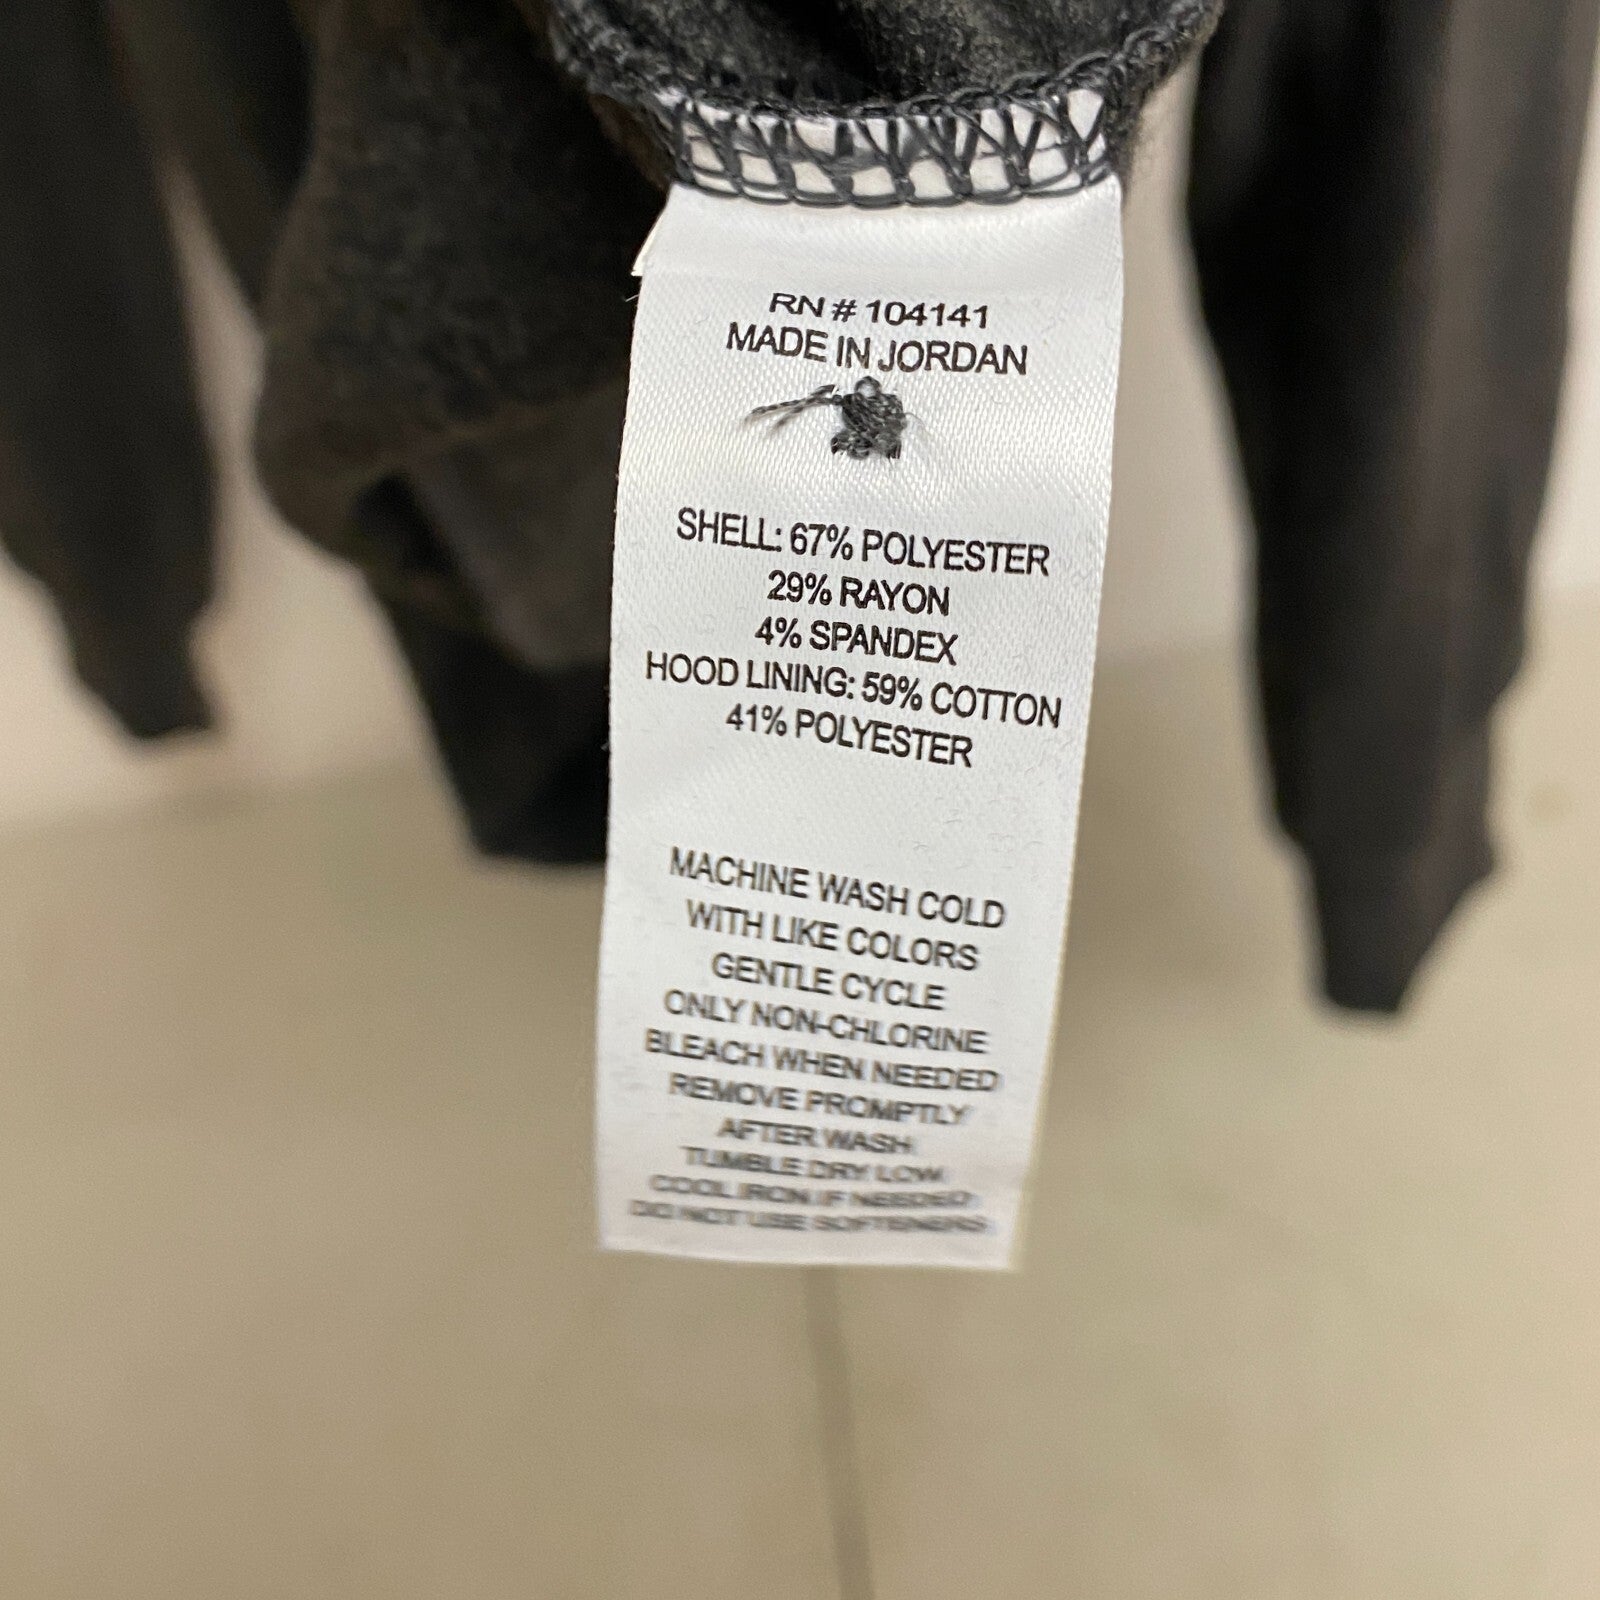 RN # 104141
MADE IN JORDAN
SHELL: 67% POLYESTER
29% RAYON
4% SPANDEX
HOOD LINING: 59% COTTON
41% POLYESTER
MACHINE WASH COLD
WITH LIKE COLORS
GENTLE CYCLE
ONLY NON-CHLORINE
BLEACH WHEN NEEDED
REMOVE PROMPTLY
AFTER WASH
TUMBLE DRY LOW
COOL IRON IF NEEDED
DO NOT USE SOFTENERS